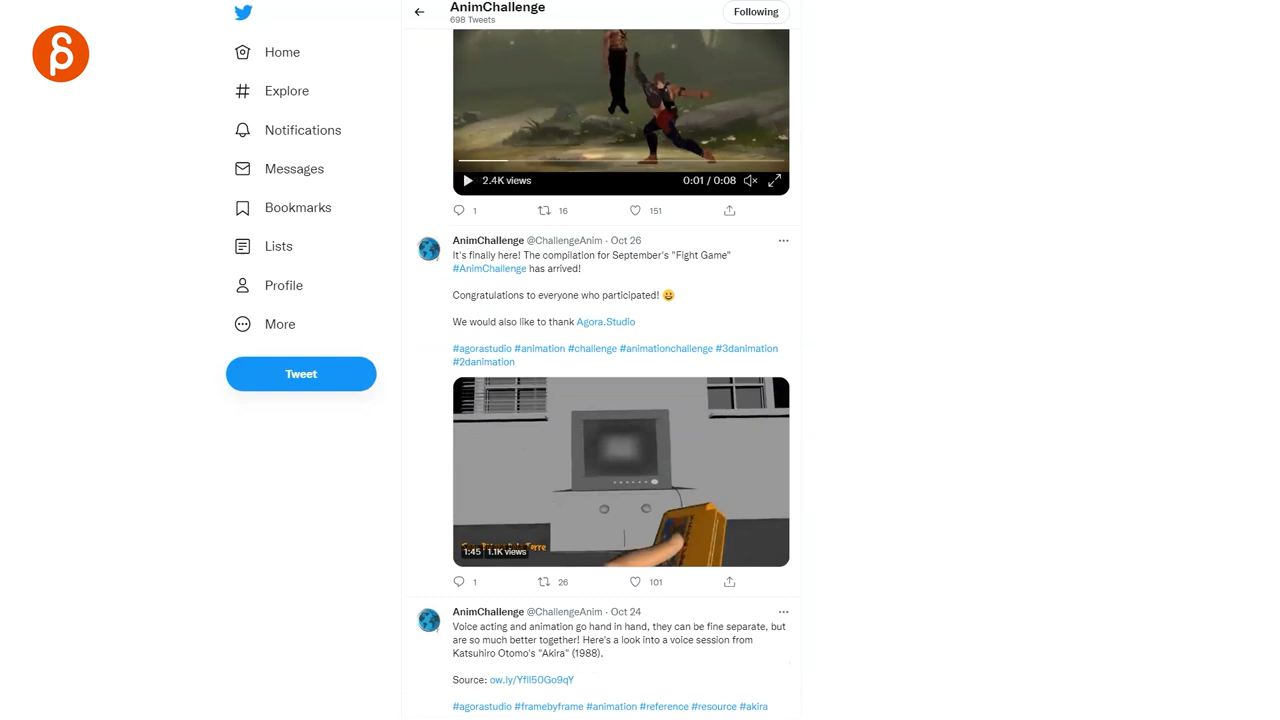 AnimChallenge
698 Tweets
Following
Home
Explore
Notifications
Messages
Bookmarks
Lists
Profile
More
Tweet
2.4K views
0:01 / 0:08
1
16
151
AnimChallenge @ChallengeAnim · Oct 26
It's finally here! The compilation for September's "Fight Game"
#AnimChallenge has arrived!
Congratulations to everyone who participated! 😀
We would also like to thank Agora.Studio
#agorastudio #animation #challenge #animationchallenge #3danimation
#2danimation
1:45
1.1K views
1
26
101
AnimChallenge @ChallengeAnim · Oct 24
Voice acting and animation go hand in hand, they can be fine separate, but
are so much better together! Here's a look into a voice session from
Katsuhiro Otomo's "Akira" (1988).
Source: ow.ly/Yfll50Go9qY
#agorastudio #framebyframe #animation #reference #resource #akira